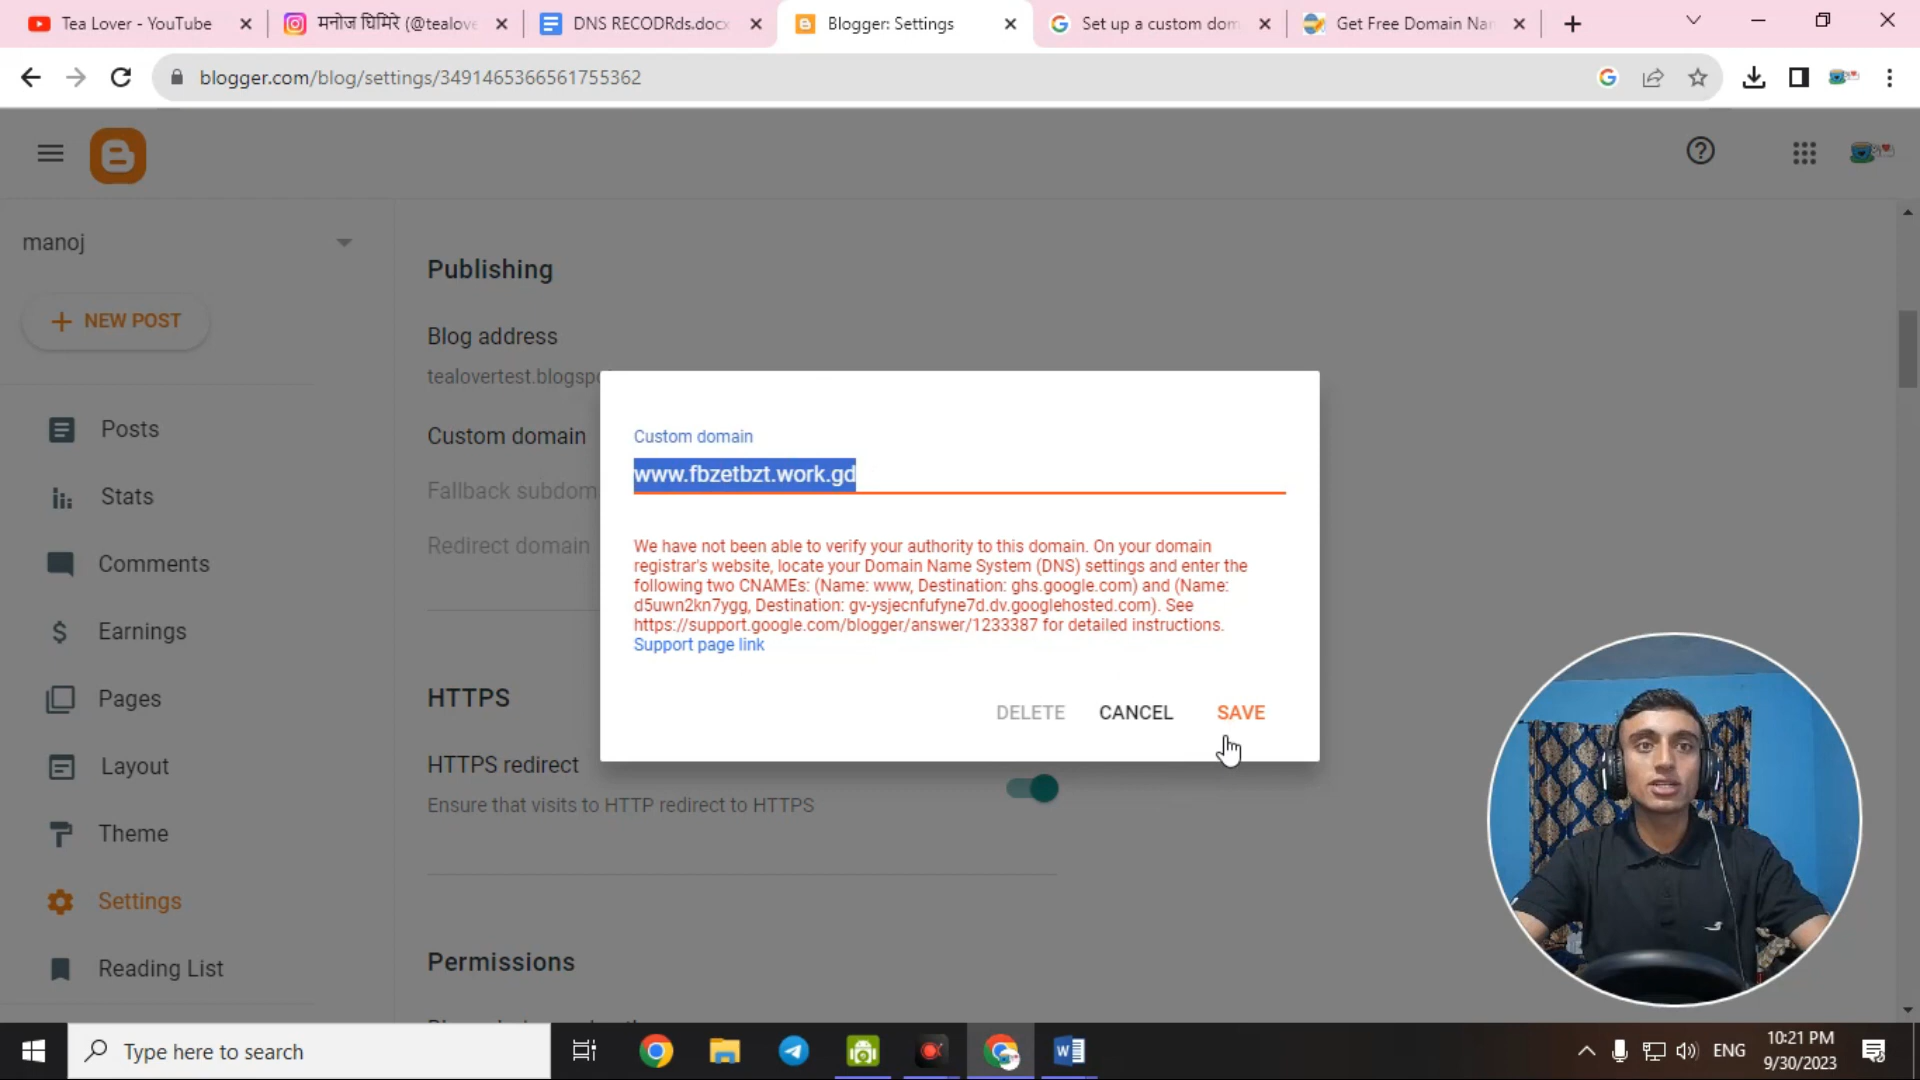 Tea Lover - YouTube
मनोज घिमिरे (@tealove
DNS RECODRds.docx
Blogger: Settings
Set up a custom dom
Get Free Domain Nan
blogger.com/blog/settings/3491465366561755362
manoj
NEW POST
Posts
Stats
Comments
Earnings
Pages
Layout
Theme
Settings
Reading List
Publishing
Blog address
tealovertest.blogspo
Custom domain
Fallback subdom
Redirect domain
HTTPS
HTTPS redirect
Ensure that visits to HTTP redirect to HTTPS
Permissions
Custom domain
www.fbzetbzt.work.gd
We have not been able to verify your authority to this domain. On your domain
registrar's website, locate your Domain Name System (DNS) settings and enter the
following two CNAMEs: (Name: www, Destination: ghs.google.com) and (Name:
d5uwn2kn7ygg, Destination: gv-ysjecnfufyne7d.dv.googlehosted.com). See
https://support.google.com/blogger/answer/1233387 for detailed instructions.
Support page link
DELETE
CANCEL
SAVE
Type here to search
ENG
10:21 PM
9/30/2023